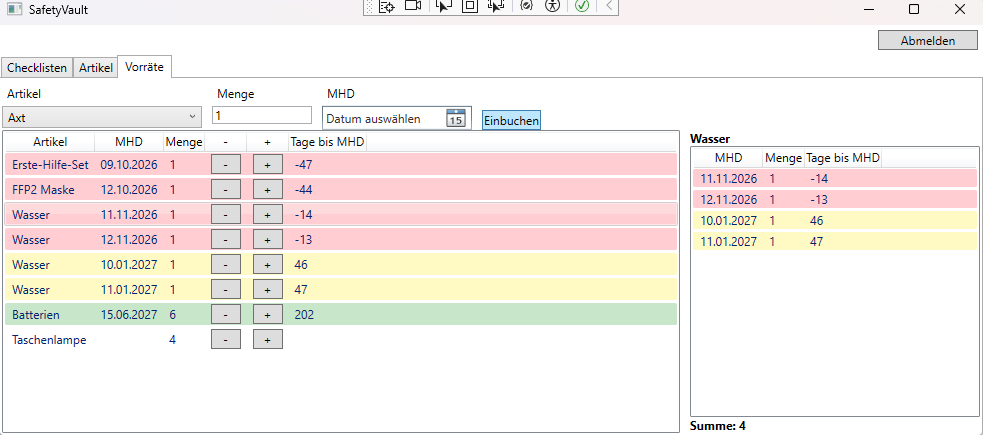 SafetyVault
Abmelden
Checklisten Artikel Vorräte
Artikel Menge MHD
Axt 1 Datum auswählen 15 Einbuchen
Artikel MHD Menge - + Tage bis MHD
Erste-Hilfe-Set 09.10.2026 1 - + -47
FFP2 Maske 12.10.2026 1 - + -44
Wasser 11.11.2026 1 - + -14
Wasser 12.11.2026 1 - + -13
Wasser 10.01.2027 1 - + 46
Wasser 11.01.2027 1 - + 47
Batterien 15.06.2027 6 - + 202
Taschenlampe 4 - +
Wasser
MHD Menge Tage bis MHD
11.11.2026 1 -14
12.11.2026 1 -13
10.01.2027 1 46
11.01.2027 1 47
Summe: 4